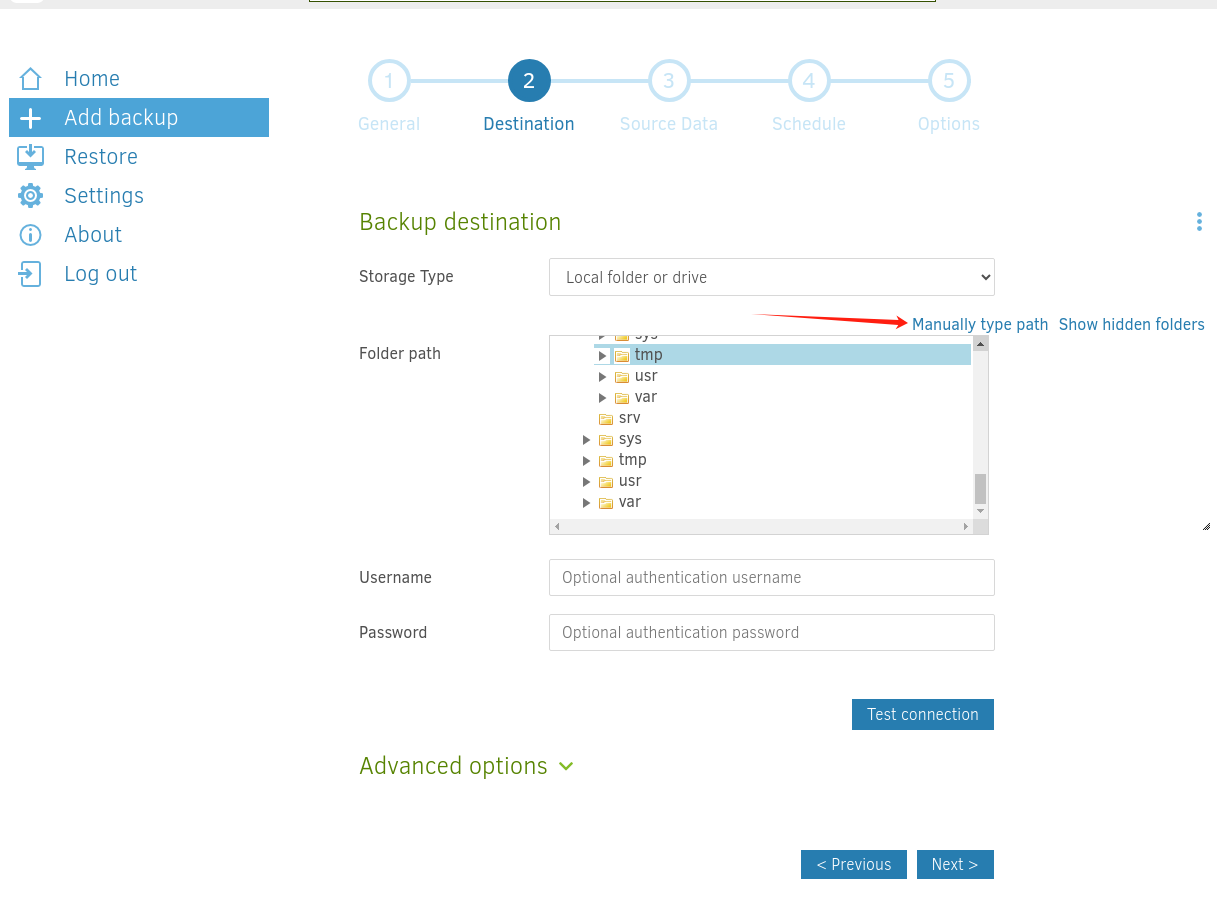 Home
Add backup
Restore
Settings
About
Log out
1 2 3 4 5
General Destination Source Data Schedule Options
Backup destination
Storage Type Local folder or drive
Manually type path Show hidden folders
Folder path
sys
tmp
usr
var
srv
sys
tmp
usr
var
Username Optional authentication username
Password Optional authentication password
Test connection
Advanced options
< Previous Next >